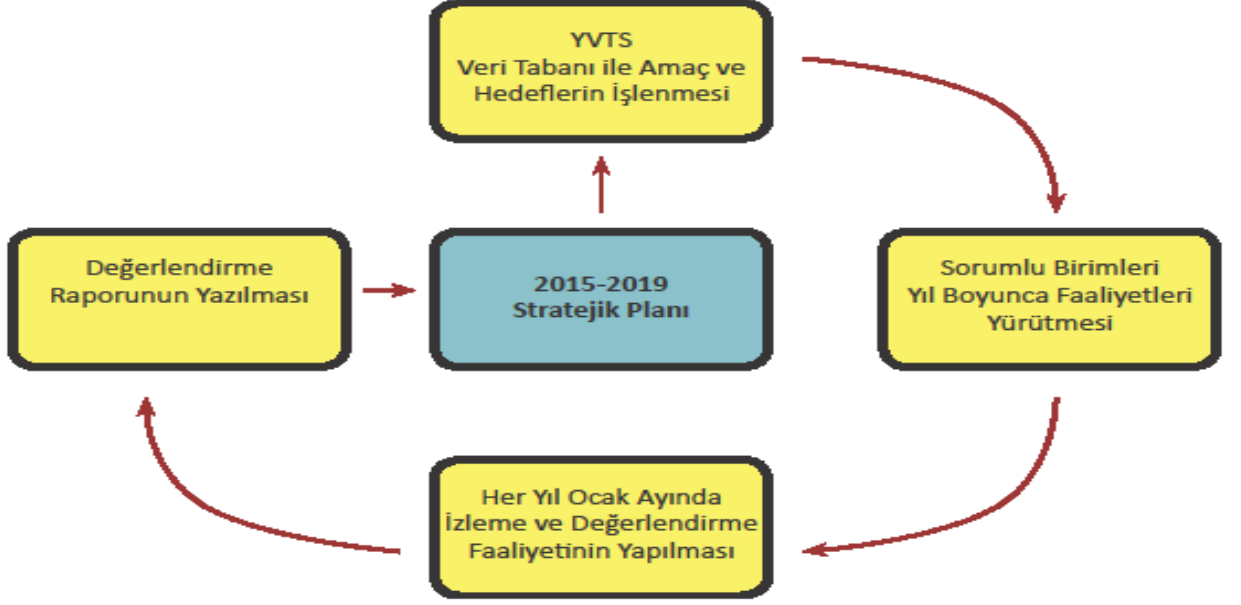 YVTS
Veri Tabanı ile Amaç ve
Hedeflerin İşlenmesi
Değerlendirme
Raporunun Yazılması
2015-2019
Stratejik Planı
Sorumlu Birimleri
Yıl Boyunca Faaliyetleri
Yürütmesi
Her Yıl Ocak Ayında
İzleme ve Değerlendirme
Faaliyetinin Yapılması